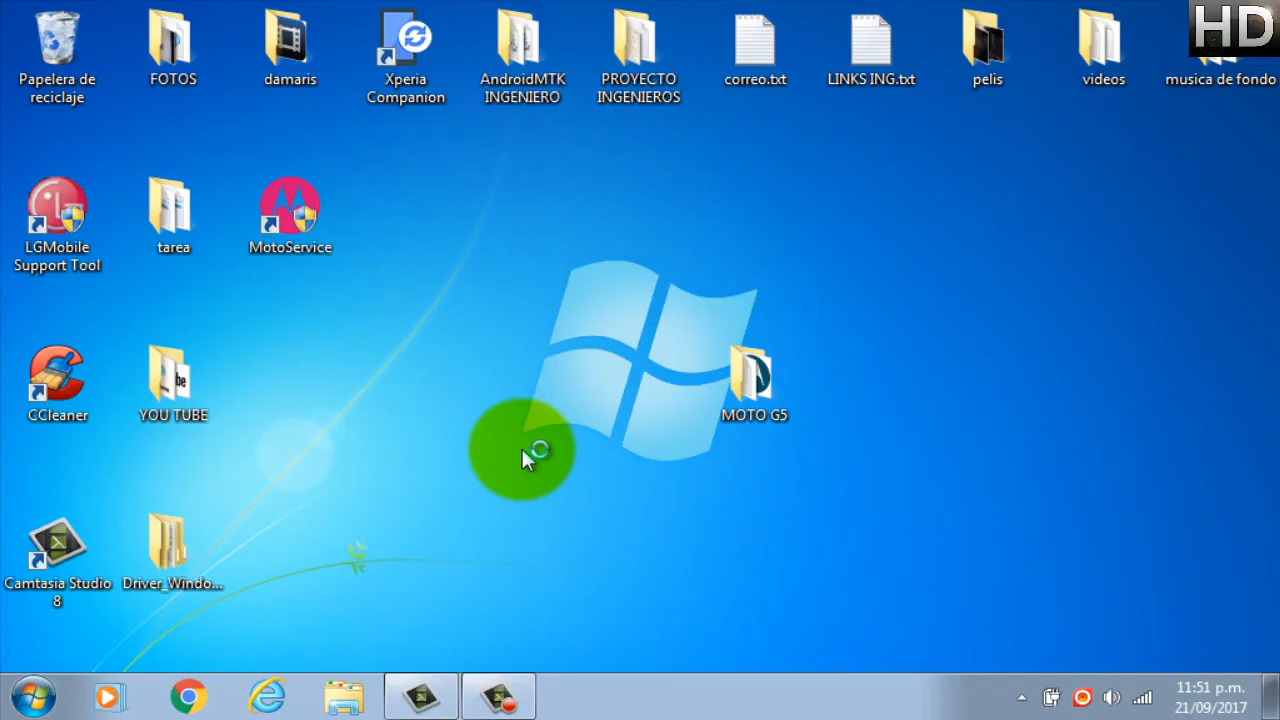 HD
Papelera de
reciclaje
FOTOS
damaris
Xperia
Companion
AndroidMTK
INGENIERO
PROYECTO
INGENIEROS
correo.txt
LINKS ING.txt
pelis
videos
musica de fondo
LGMobile
Support Tool
tarea
MotoService
CCleaner
YOU TUBE
be
MOTO G5
Camtasia Studio
8
Driver_Windo...
11:51 p.m.
21/09/2017